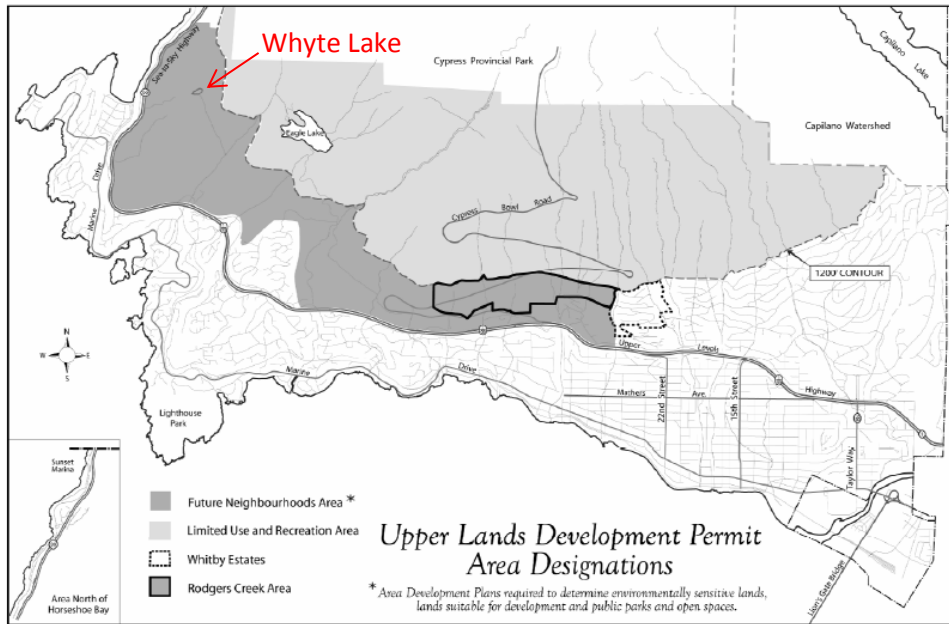 Whyte Lake
Sea-to-Sky Highway
Cypress Provincial Park
Capilano
Lake
Capilano Watershed
Eagle Lake
Marine Drive
Cypress Bowl Road
1200' CONTOUR
N
W E
S
Upper Levels Highway
Marine Drive
Mathers Ave.
22nd Street
15th Street
Taylor Way
Lighthouse
Park
Lion's Gate Bridge
Sunset
Marina
Area North of
Horseshoe Bay
Future Neighbourhoods Area *
Limited Use and Recreation Area
Whitby Estates
Rodgers Creek Area
Upper Lands Development Permit
Area Designations
* Area Development Plans required to determine environmentally sensitive lands,
lands suitable for development and public parks and open spaces.